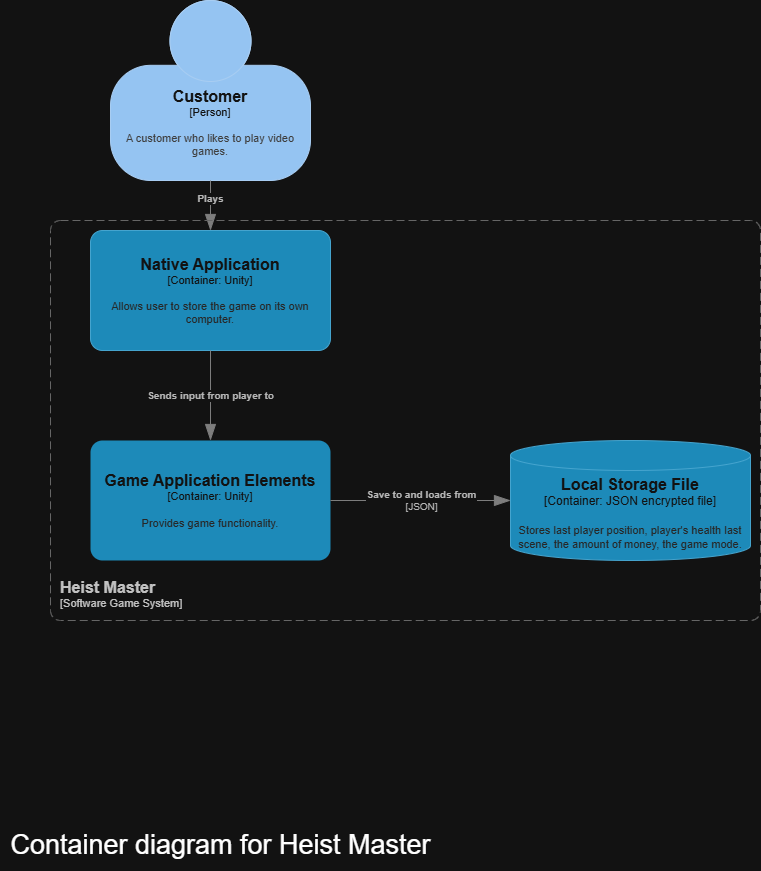 Customer
[Person]
A customer who likes to play video
games.
Plays
Native Application
[Container: Unity]
Allows user to store the game on its own
computer.
Sends input from player to
Game Application Elements
[Container: Unity]
Provides game functionality.
Save to and loads from
[JSON]
Local Storage File
[Container: JSON encrypted file]
Stores last player position, player's health last
scene, the amount of money, the game mode.
Heist Master
[Software Game System]
Container diagram for Heist Master